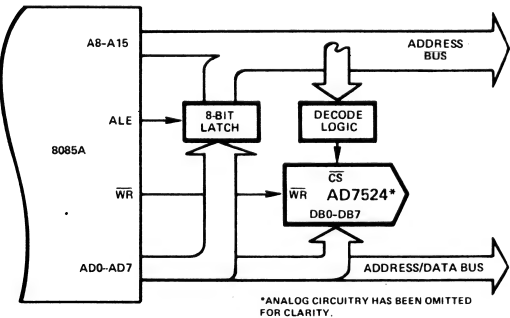 A8-A15
ADDRESS
BUS
ALE
8-BIT
LATCH
DECODE
LOGIC
8085A
CS
WR
WR
AD7524*
DB0-DB7
AD0-AD7
ADDRESS/DATA BUS
*ANALOG CIRCUITRY HAS BEEN OMITTED
FOR CLARITY.